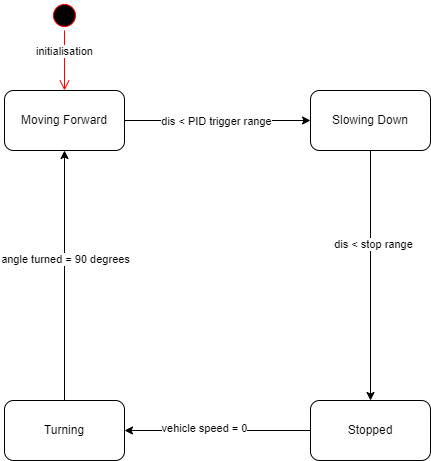 initialisation
Moving Forward
dis < PID trigger range
Slowing Down
dis < stop range
angle turned = 90 degrees
Turning
vehicle speed = 0
Stopped